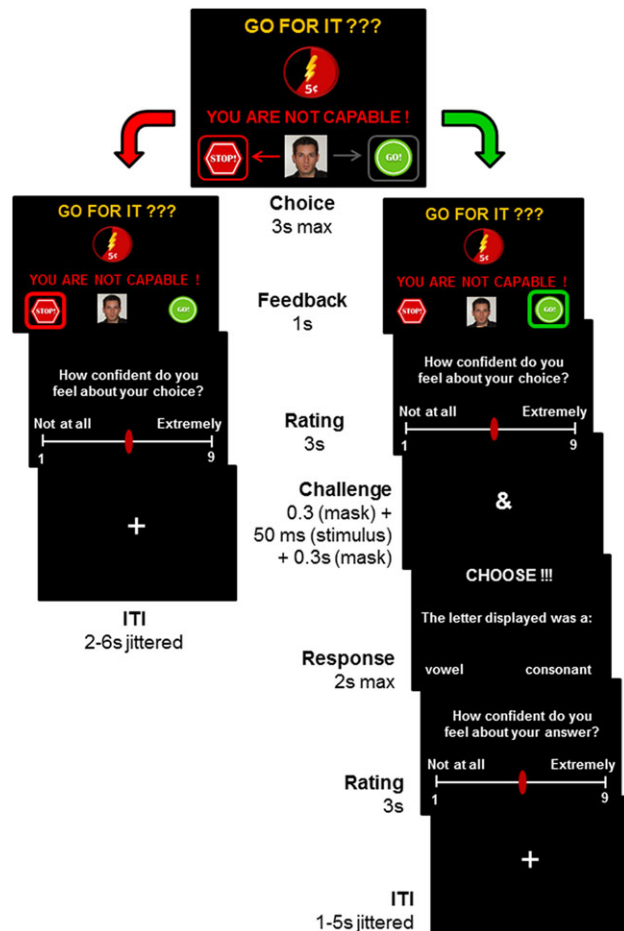 GO FOR IT ???
5¢
YOU ARE NOT CAPABLE !
STOP!
GO!
Choice
3s max
GO FOR IT ???
5¢
YOU ARE NOT CAPABLE !
STOP!
GO!
GO FOR IT ???
5¢
YOU ARE NOT CAPABLE !
STOP!
GO!
Feedback
1s
How confident do you
feel about your choice?
Not at all
Extremely
1
9
How confident do you
feel about your choice?
Not at all
Extremely
1
9
Rating
3s
+
ITI
2-6s jittered
Challenge
0.3 (mask) +
50 ms (stimulus)
+ 0.3s (mask)
&
CHOOSE !!!
The letter displayed was a:
vowel
consonant
Response
2s max
How confident do you
feel about your answer?
Not at all
Extremely
1
9
Rating
3s
+
ITI
1-5s jittered